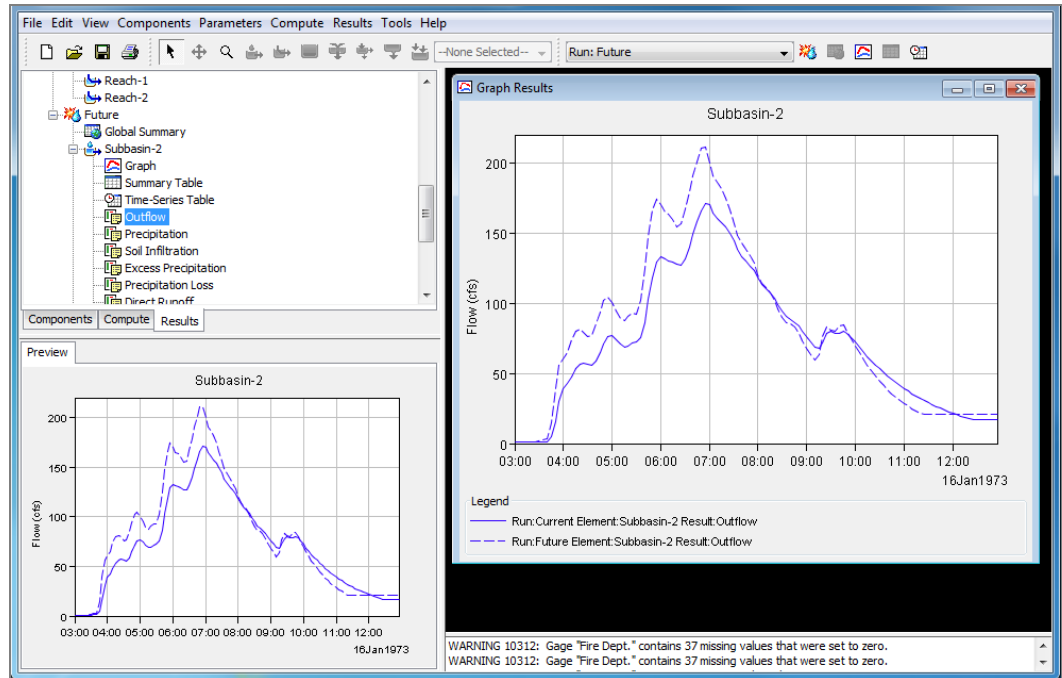 File Edit View Components Parameters Compute Results Tools Help
--None Selected-- Run: Future
Reach-1
Reach-2
Future
Global Summary
Subbasin-2
Graph
Summary Table
Time-Series Table
Outflow
Precipitation
Soil Infiltration
Excess Precipitation
Precipitation Loss
Direct Runoff
Components Compute Results
Preview
Subbasin-2
200
150
100
50
0
Flow (cfs)
03:00 04:00 05:00 06:00 07:00 08:00 09:00 10:00 11:00 12:00
16Jan1973
Graph Results
Subbasin-2
200
150
100
50
0
Flow (cfs)
03:00 04:00 05:00 06:00 07:00 08:00 09:00 10:00 11:00 12:00
16Jan1973
Legend
Run:Current Element:Subbasin-2 Result:Outflow
Run:Future Element:Subbasin-2 Result:Outflow
WARNING 10312: Gage "Fire Dept." contains 37 missing values that were set to zero.
WARNING 10312: Gage "Fire Dept." contains 37 missing values that were set to zero.